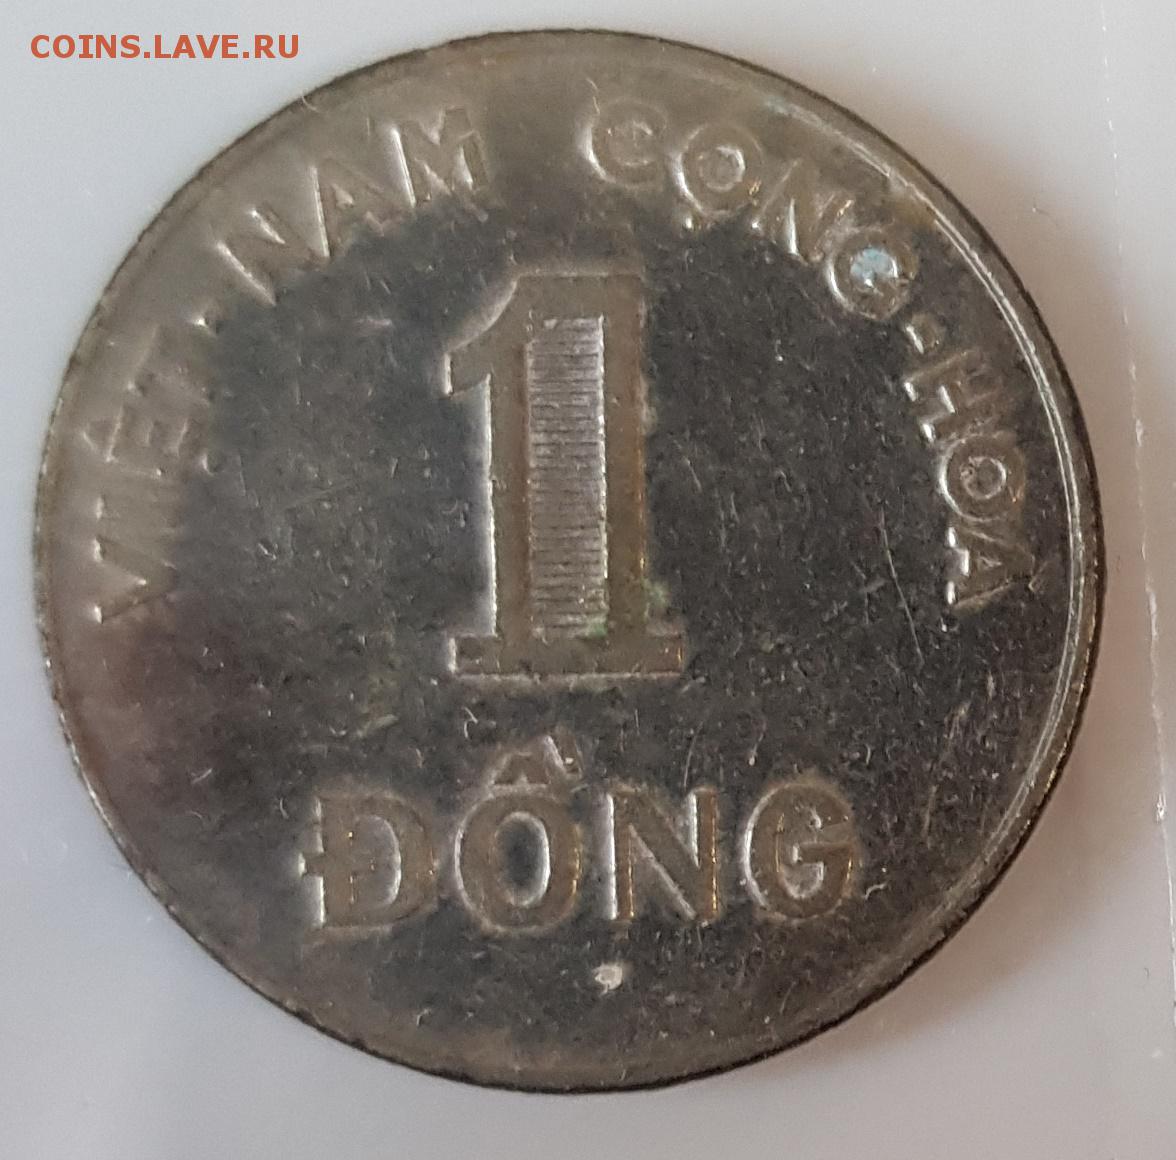 COINS.LAVE.RU
VIỆT-NAM CỘNG-HÒA
1
ĐỒNG